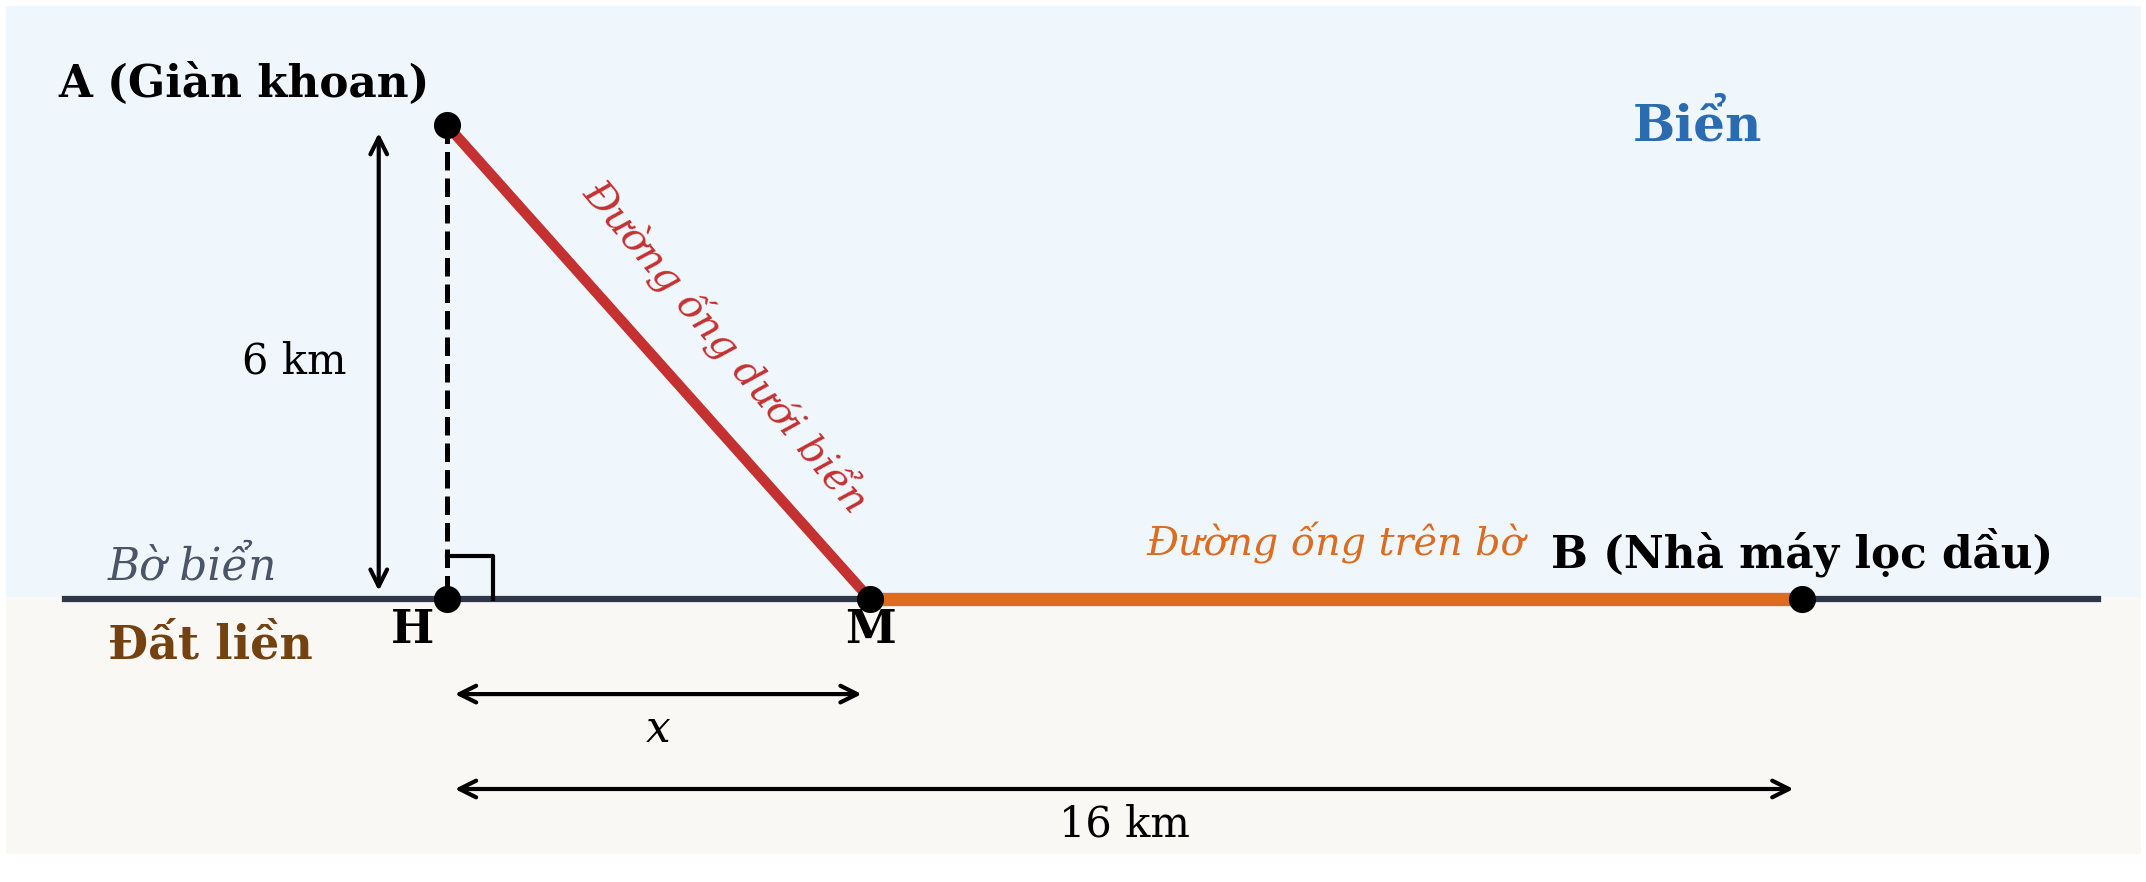 A (Giàn khoan)
Biển
Đường ống dưới biển
6 km
Bờ biển
Đường ống trên bờ
B (Nhà máy lọc dầu)
H
M
Đất liền
x
16 km